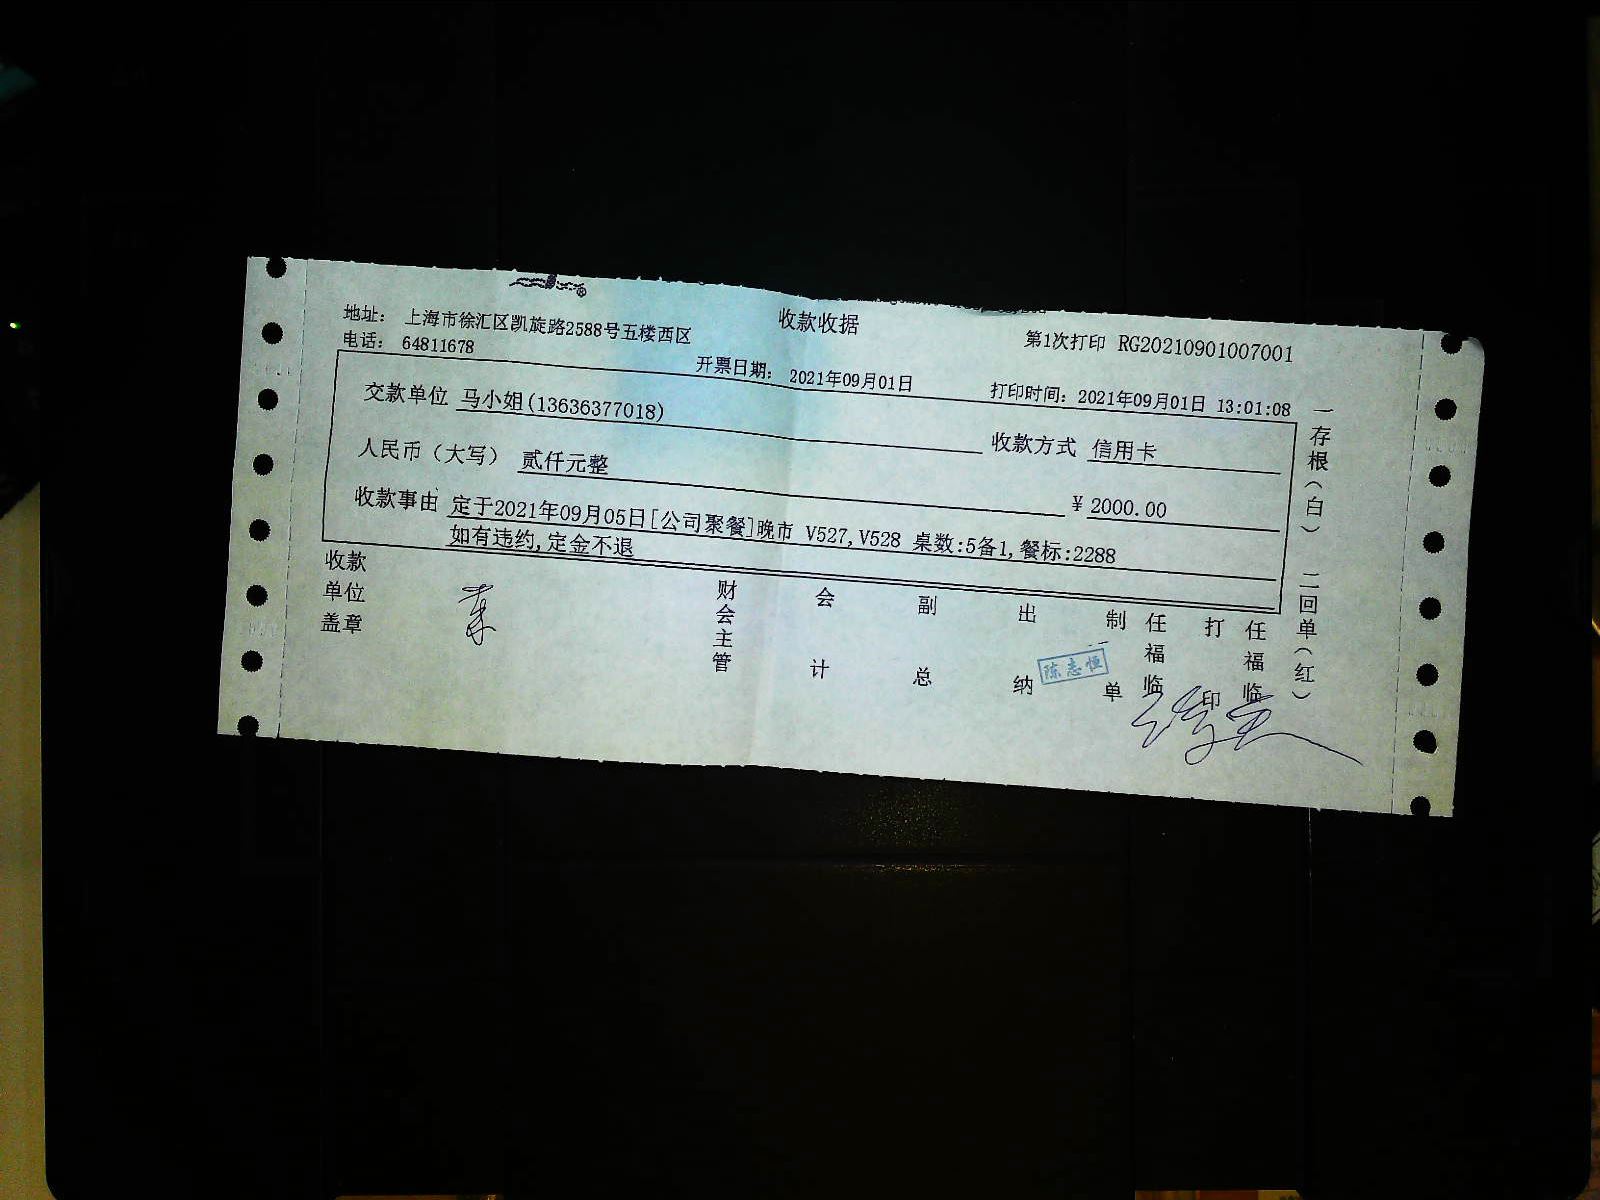 收款收据
地址： 上海市徐汇区凯旋路2588号五楼西区
第1次打印 RG20210901007001
电话： 64811678
开票日期： 2021年09月01日
打印时间：2021年09月01日 13:01:08
交款单位 马小姐(13636377018)
收款方式 信用卡
人民币（大写） 贰仟元整
¥ 2000.00
收款事由 定于2021年09月05日[公司聚餐]晚市 V527,V528 桌数:5备1,餐标:2288
如有违约,定金不退
收款单位盖章
财会主管
会计
副总
出纳
陈志恒
制单
任福临
打印
任福临
一存根（白）
二回单（红）